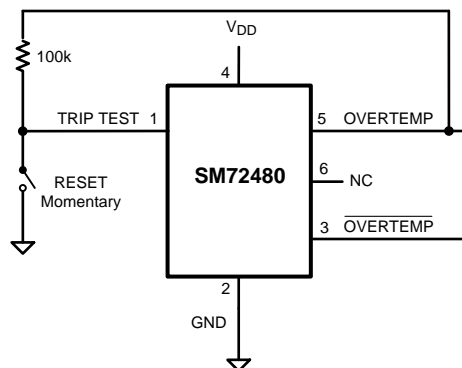 VDD
100k
4
TRIP TEST 1
5 OVERTEMP
SM72480
6
NC
RESET
Momentary
3 OVERTEMP
2
GND